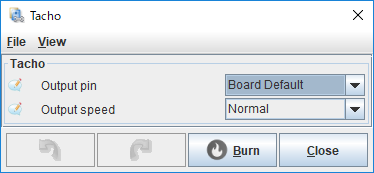 Tacho
File View
Tacho
Output pin Board Default
Output speed Normal
Burn Close